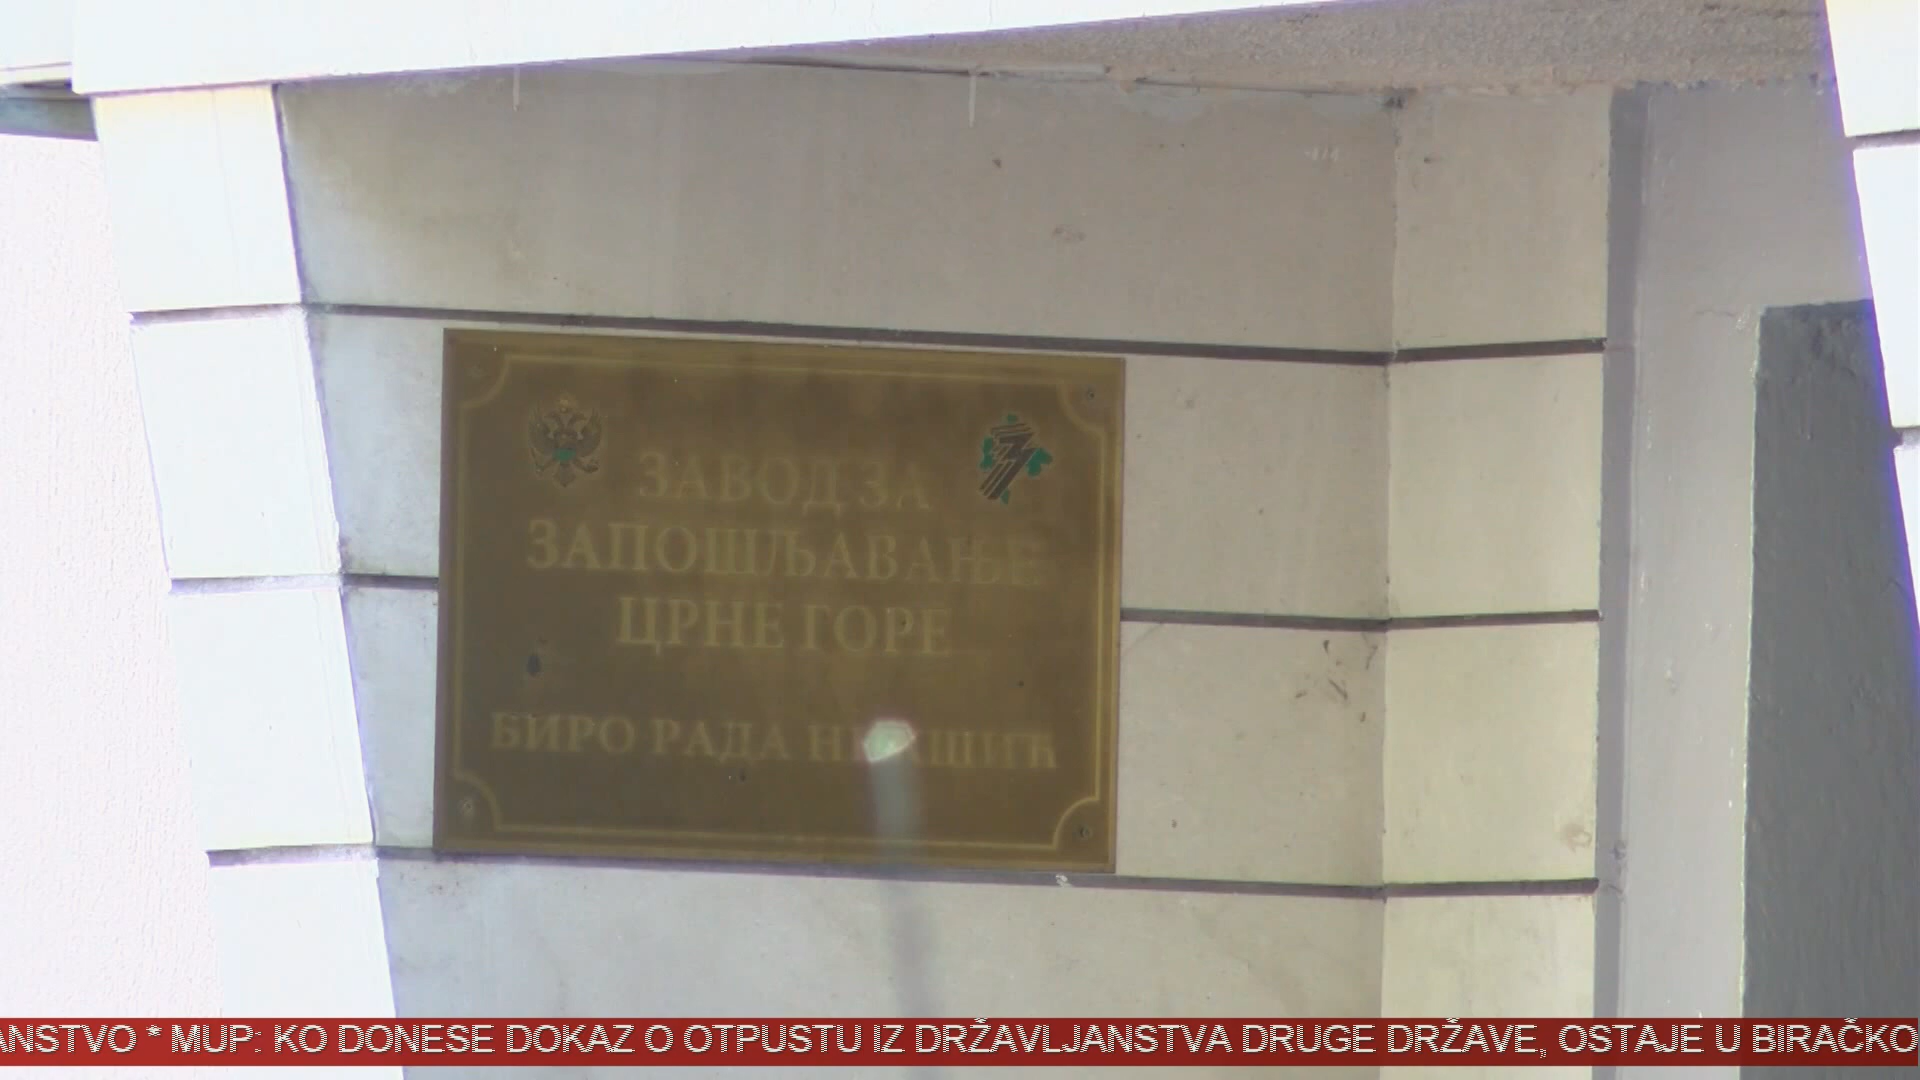 ЗАВОД ЗА
ЗАПОШЉАВАЊЕ
ЦРНЕ ГОРЕ
БИРО РАДА
ANSTVO * MUP: KO DONESE DOKAZ O OTPUSTU IZ DRŽAVLJANSTVA DRUGE DRŽAVE, OSTAJE U BIRAČKO